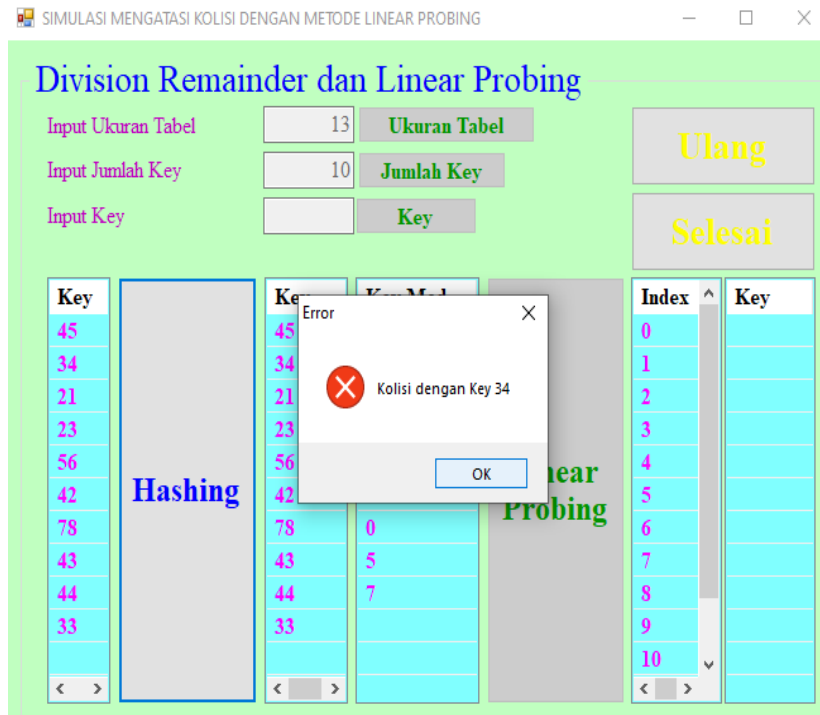 SIMULASI MENGATASI KOLISI DENGAN METODE LINEAR PROBING
Division Remainder dan Linear Probing
Input Ukuran Tabel 13 Ukuran Tabel
Input Jumlah Key 10 Jumlah Key
Input Key Key
Ulang
Selesai
Key
45
34
21
23
56
42
78
43
44
33
Hashing
Key
45
34
21
23
56
42
78
43
44
33
Key Mod
0
5
7
Error
Kolisi dengan Key 34
OK
Probing
Index
0
1
2
3
4
5
6
7
8
9
10
Key